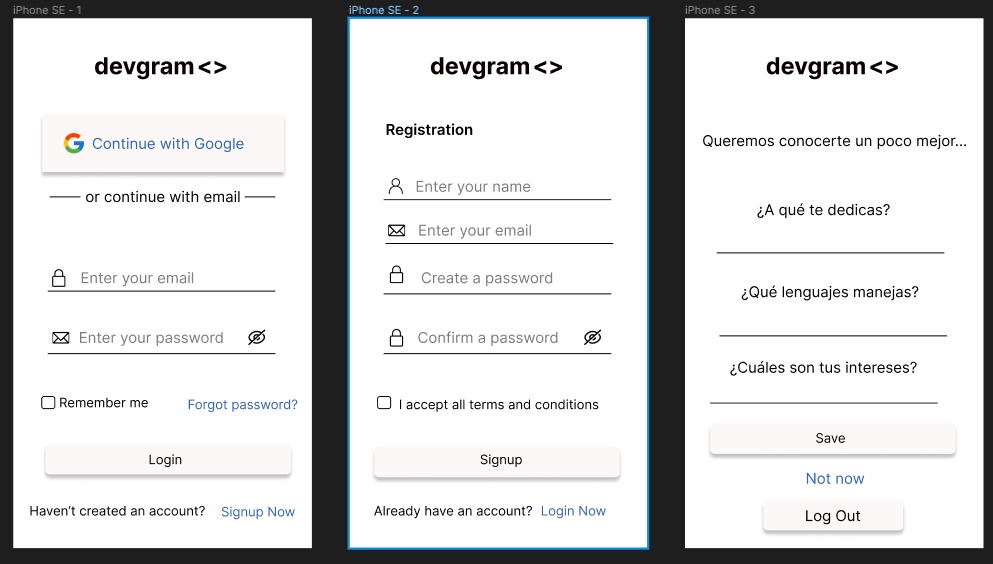 iPhone SE - 1
devgram<>
Continue with Google
or continue with email
Enter your email
Enter your password
Remember me
Forgot password?
Login
Haven't created an account? Signup Now
iPhone SE - 2
devgram<>
Registration
Enter your name
Enter your email
Create a password
Confirm a password
I accept all terms and conditions
Signup
Already have an account? Login Now
iPhone SE - 3
devgram<>
Queremos conocerte un poco mejor...
¿A qué te dedicas?
¿Qué lenguajes manejas?
¿Cuáles son tus intereses?
Save
Not now
Log Out